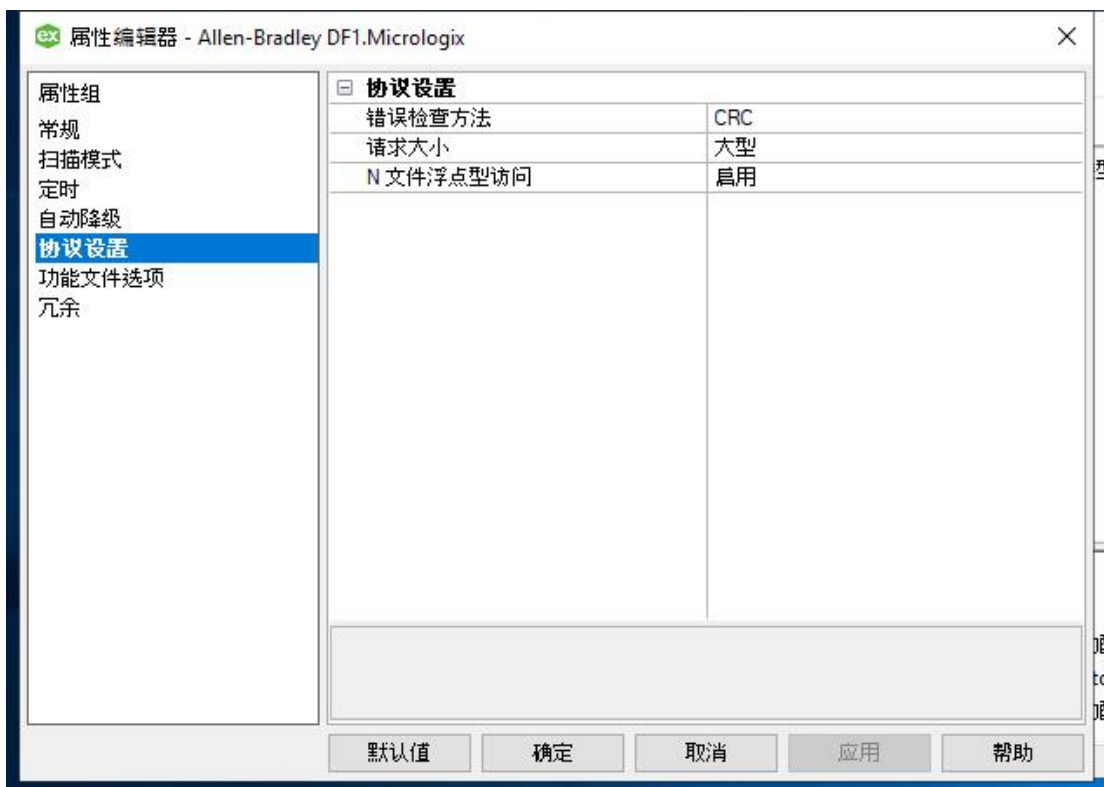 属性编辑器 - Allen-Bradley DF1.Micrologix
属性组
常规
扫描模式
定时
自动降级
协议设置
功能文件选项
冗余
协议设置
错误检查方法 CRC
请求大小 大型
N 文件浮点型访问 启用
默认值 确定 取消 应用 帮助